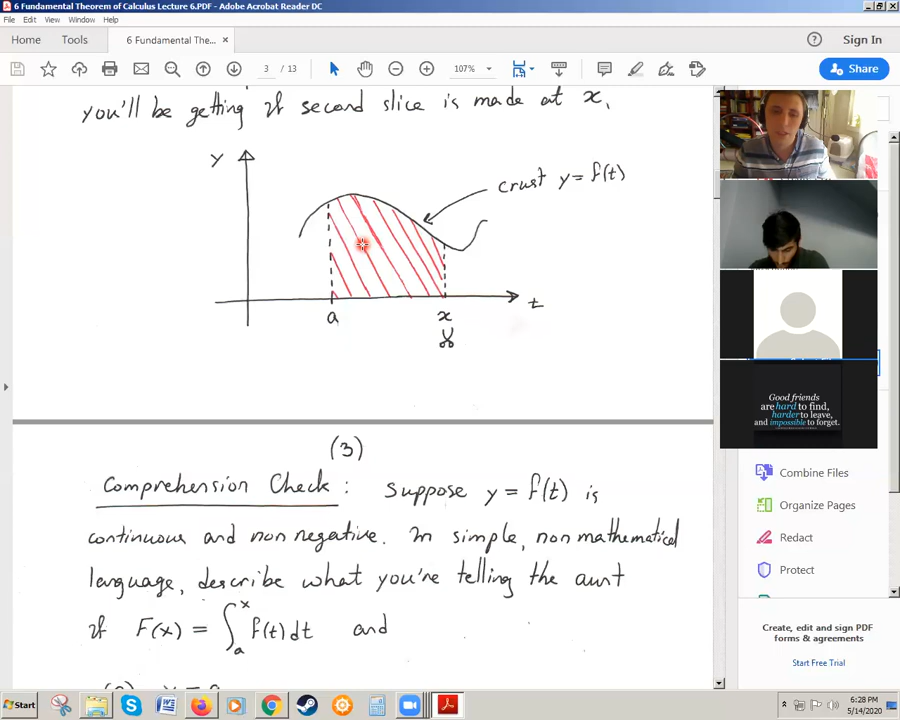 6 Fundamental Theorem of Calculus Lecture 6.PDF - Adobe Acrobat Reader DC
File Edit View Window Help
Home Tools 6 Fundamental The... × Sign In
3 / 13 107% Share
you'll be getting if second slice is made at x.
y
crust y = f(t)
a x t
(3)
Comprehension Check : Suppose y = f(t) is
continuous and nonnegative. In simple, non mathematical
language, describe what you're telling the aunt
if F(x) = ∫ₐˣ f(t) dt and
Good friends
are hard to find,
harder to leave,
and impossible to forget.
Combine Files
Organize Pages
Redact
Protect
Create, edit and sign PDF
forms & agreements
Start Free Trial
Start
6:28 PM
5/14/2020